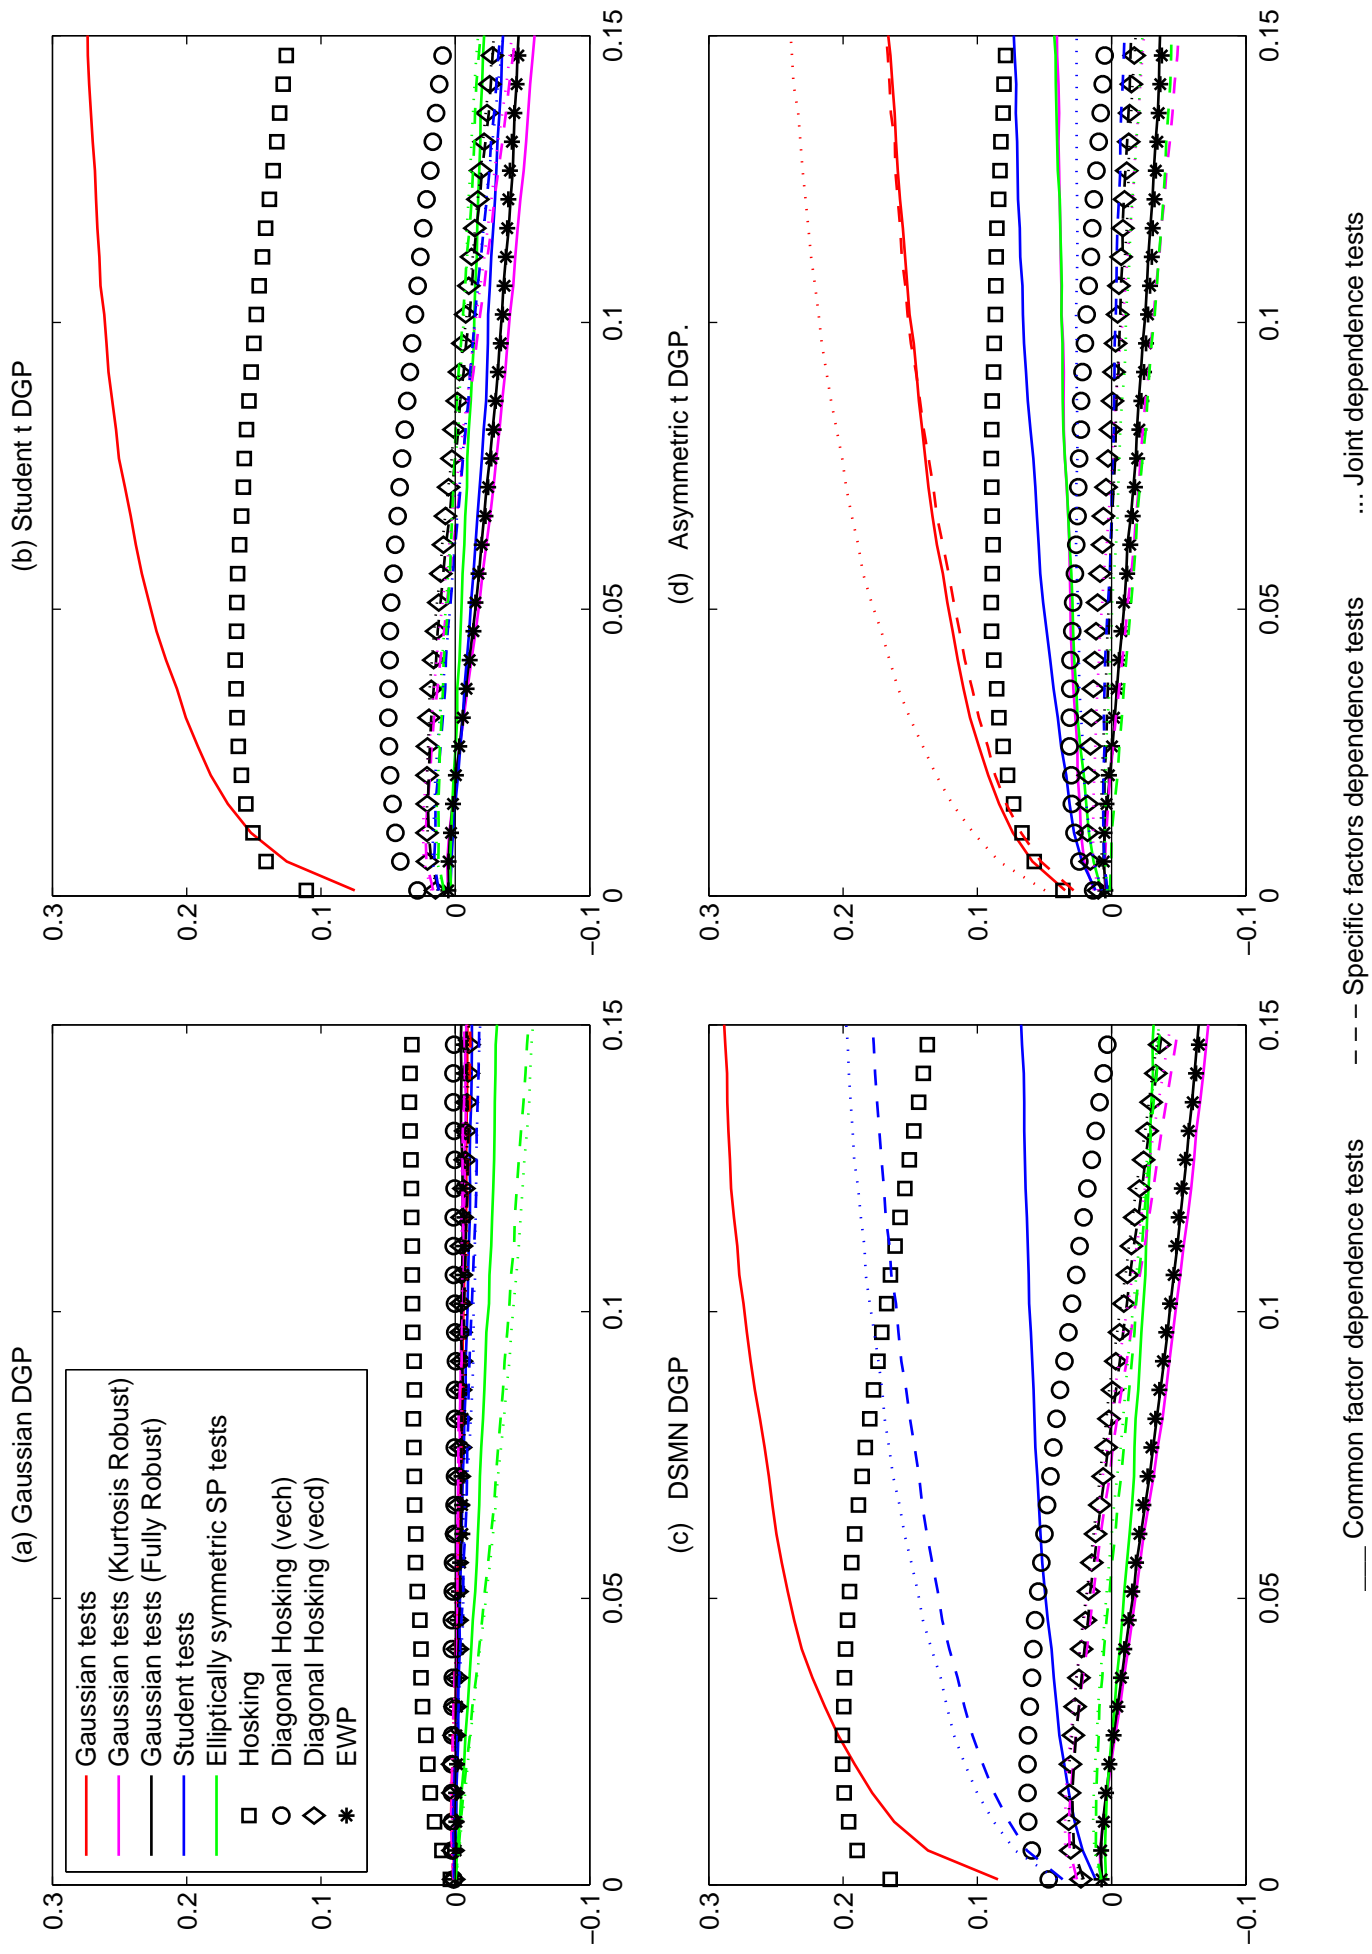 (a) Gaussian DGP
0.3
0.2
0.1
0
−0.1
0
0.05
0.1
0.15
Gaussian tests
Gaussian tests (Kurtosis Robust)
Gaussian tests (Fully Robust)
Student tests
Elliptically symmetric SP tests
Hosking
Diagonal Hosking (vech)
Diagonal Hosking (vecd)
EWP
(b) Student t DGP
0.3
0.2
0.1
0
−0.1
0
0.05
0.1
0.15
(c) DSMN DGP
0.3
0.2
0.1
0
−0.1
0
0.05
0.1
0.15
(d) Asymmetric t DGP.
0.3
0.2
0.1
0
−0.1
0
0.05
0.1
0.15
___ Common factor dependence tests
− − − Specific factors dependence tests
... Joint dependence tests